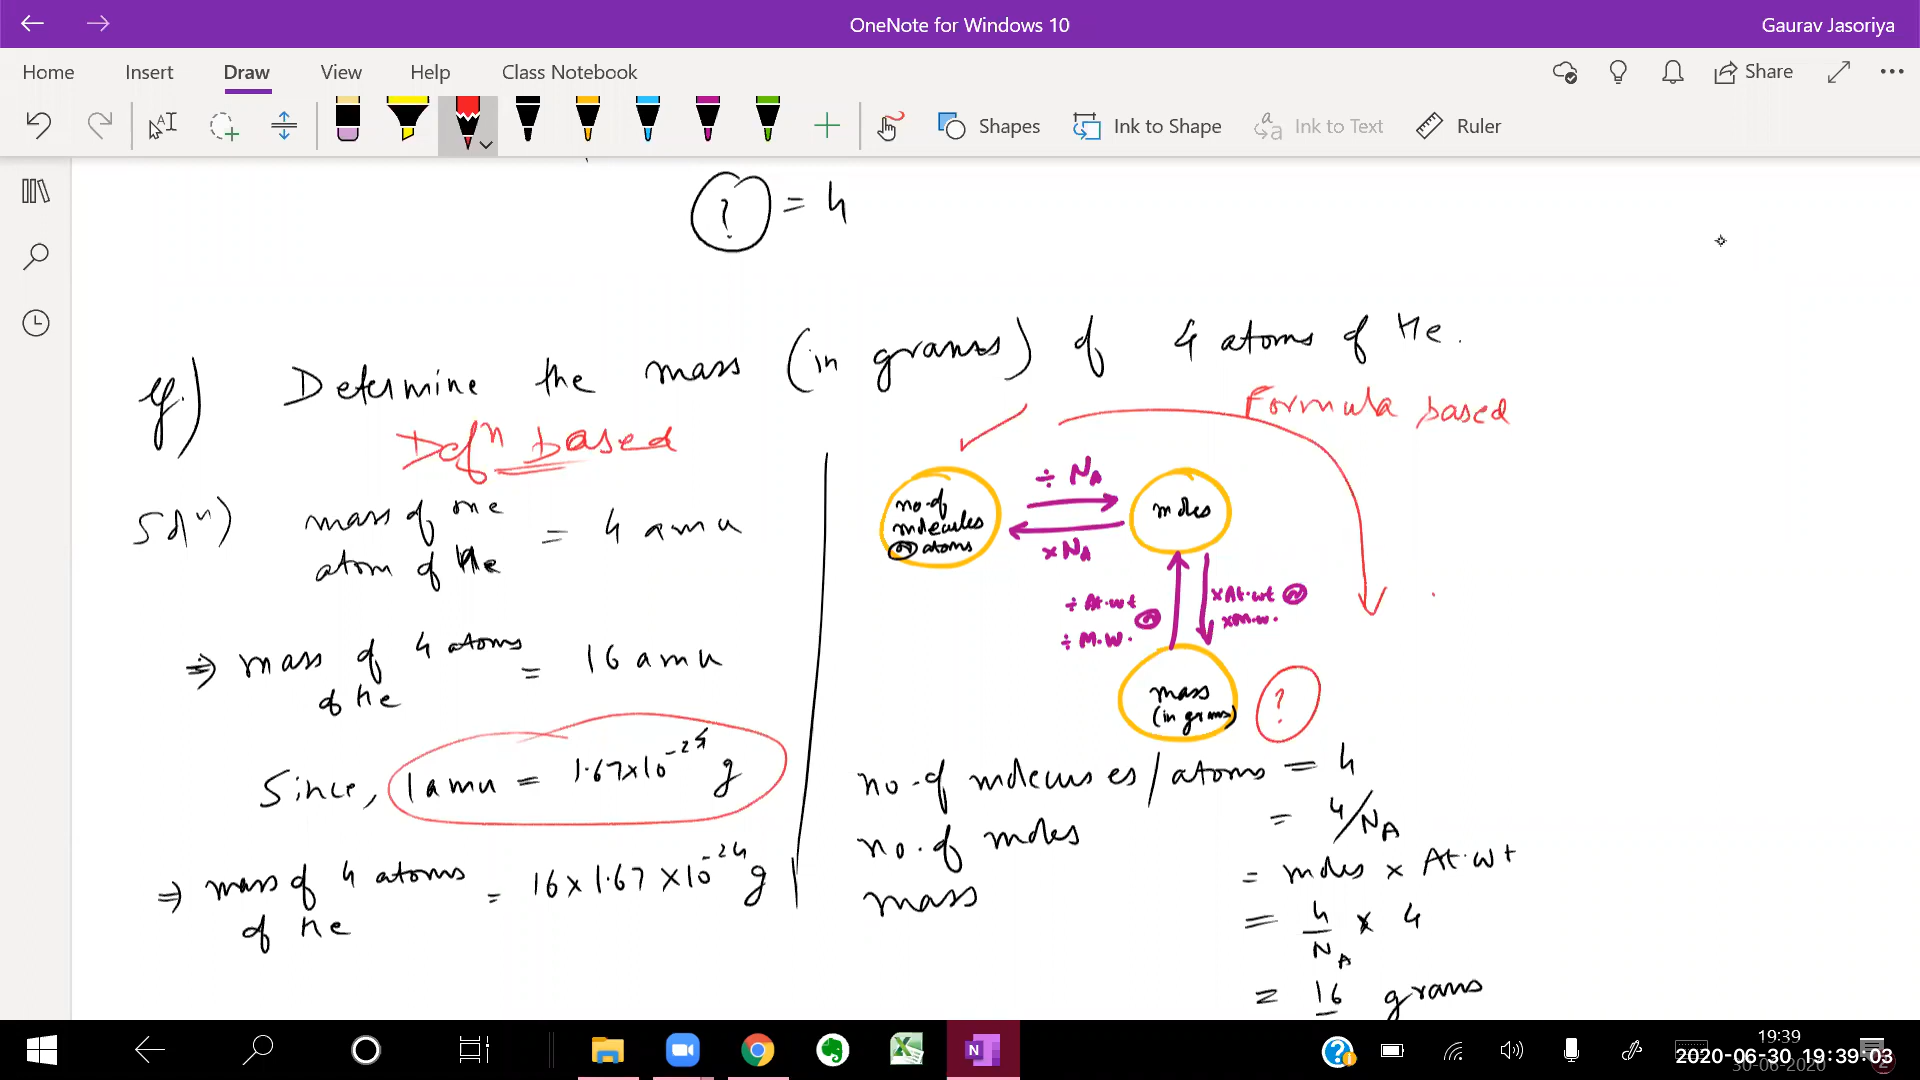 OneNote for Windows 10
Gaurav Jasoriya
Home Insert Draw View Help Class Notebook
Share
Shapes Ink to Shape Ink to Text Ruler
? = 4
eg.) Determine the mass (in grams) of 4 atoms of He.
Defⁿ based
Formula based
Solⁿ) mass of one atom of He = 4 amu
⇒ mass of 4 atoms of He = 16 amu
Since, 1 amu = 1.67×10⁻²⁴ g
⇒ mass of 4 atoms of He = 16 × 1.67 × 10⁻²⁴ g
no. of molecules or atoms
÷ NA
× NA
moles
÷ At.wt or
÷ M.W.
× At.wt or
× M.w.
mass (in grams)
?
no. of molecules/atoms = 4
no. of moles = 4/NA
mass = moles × At.wt
= 4/NA × 4
= 16 grams
19:39
30-06-2020
2020-06-30 19:39:03